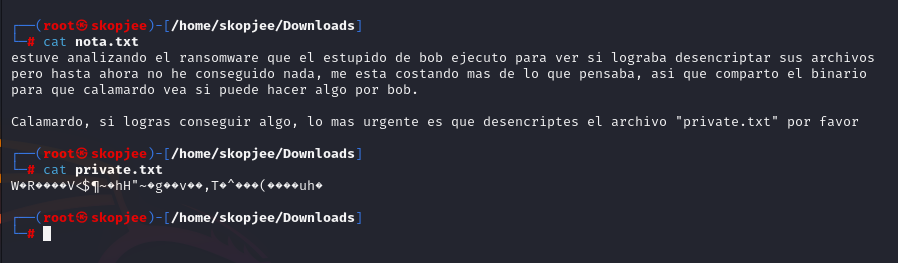 ┌──(root㉿skopjee)-[/home/skopjee/Downloads]
└─# cat nota.txt
estuve analizando el ransomware que el estupido de bob ejecuto para ver si lograba desencriptar sus archivos
pero hasta ahora no he conseguido nada, me esta costando mas de lo que pensaba, asi que comparto el binario
para que calamardo vea si puede hacer algo por bob.
Calamardo, si logras conseguir algo, lo mas urgente es que desencriptes el archivo "private.txt" por favor
┌──(root㉿skopjee)-[/home/skopjee/Downloads]
└─# cat private.txt
W�R����V<$¶~�hH"~�g��v��,T�^���(����uh�
┌──(root㉿skopjee)-[/home/skopjee/Downloads]
└─#